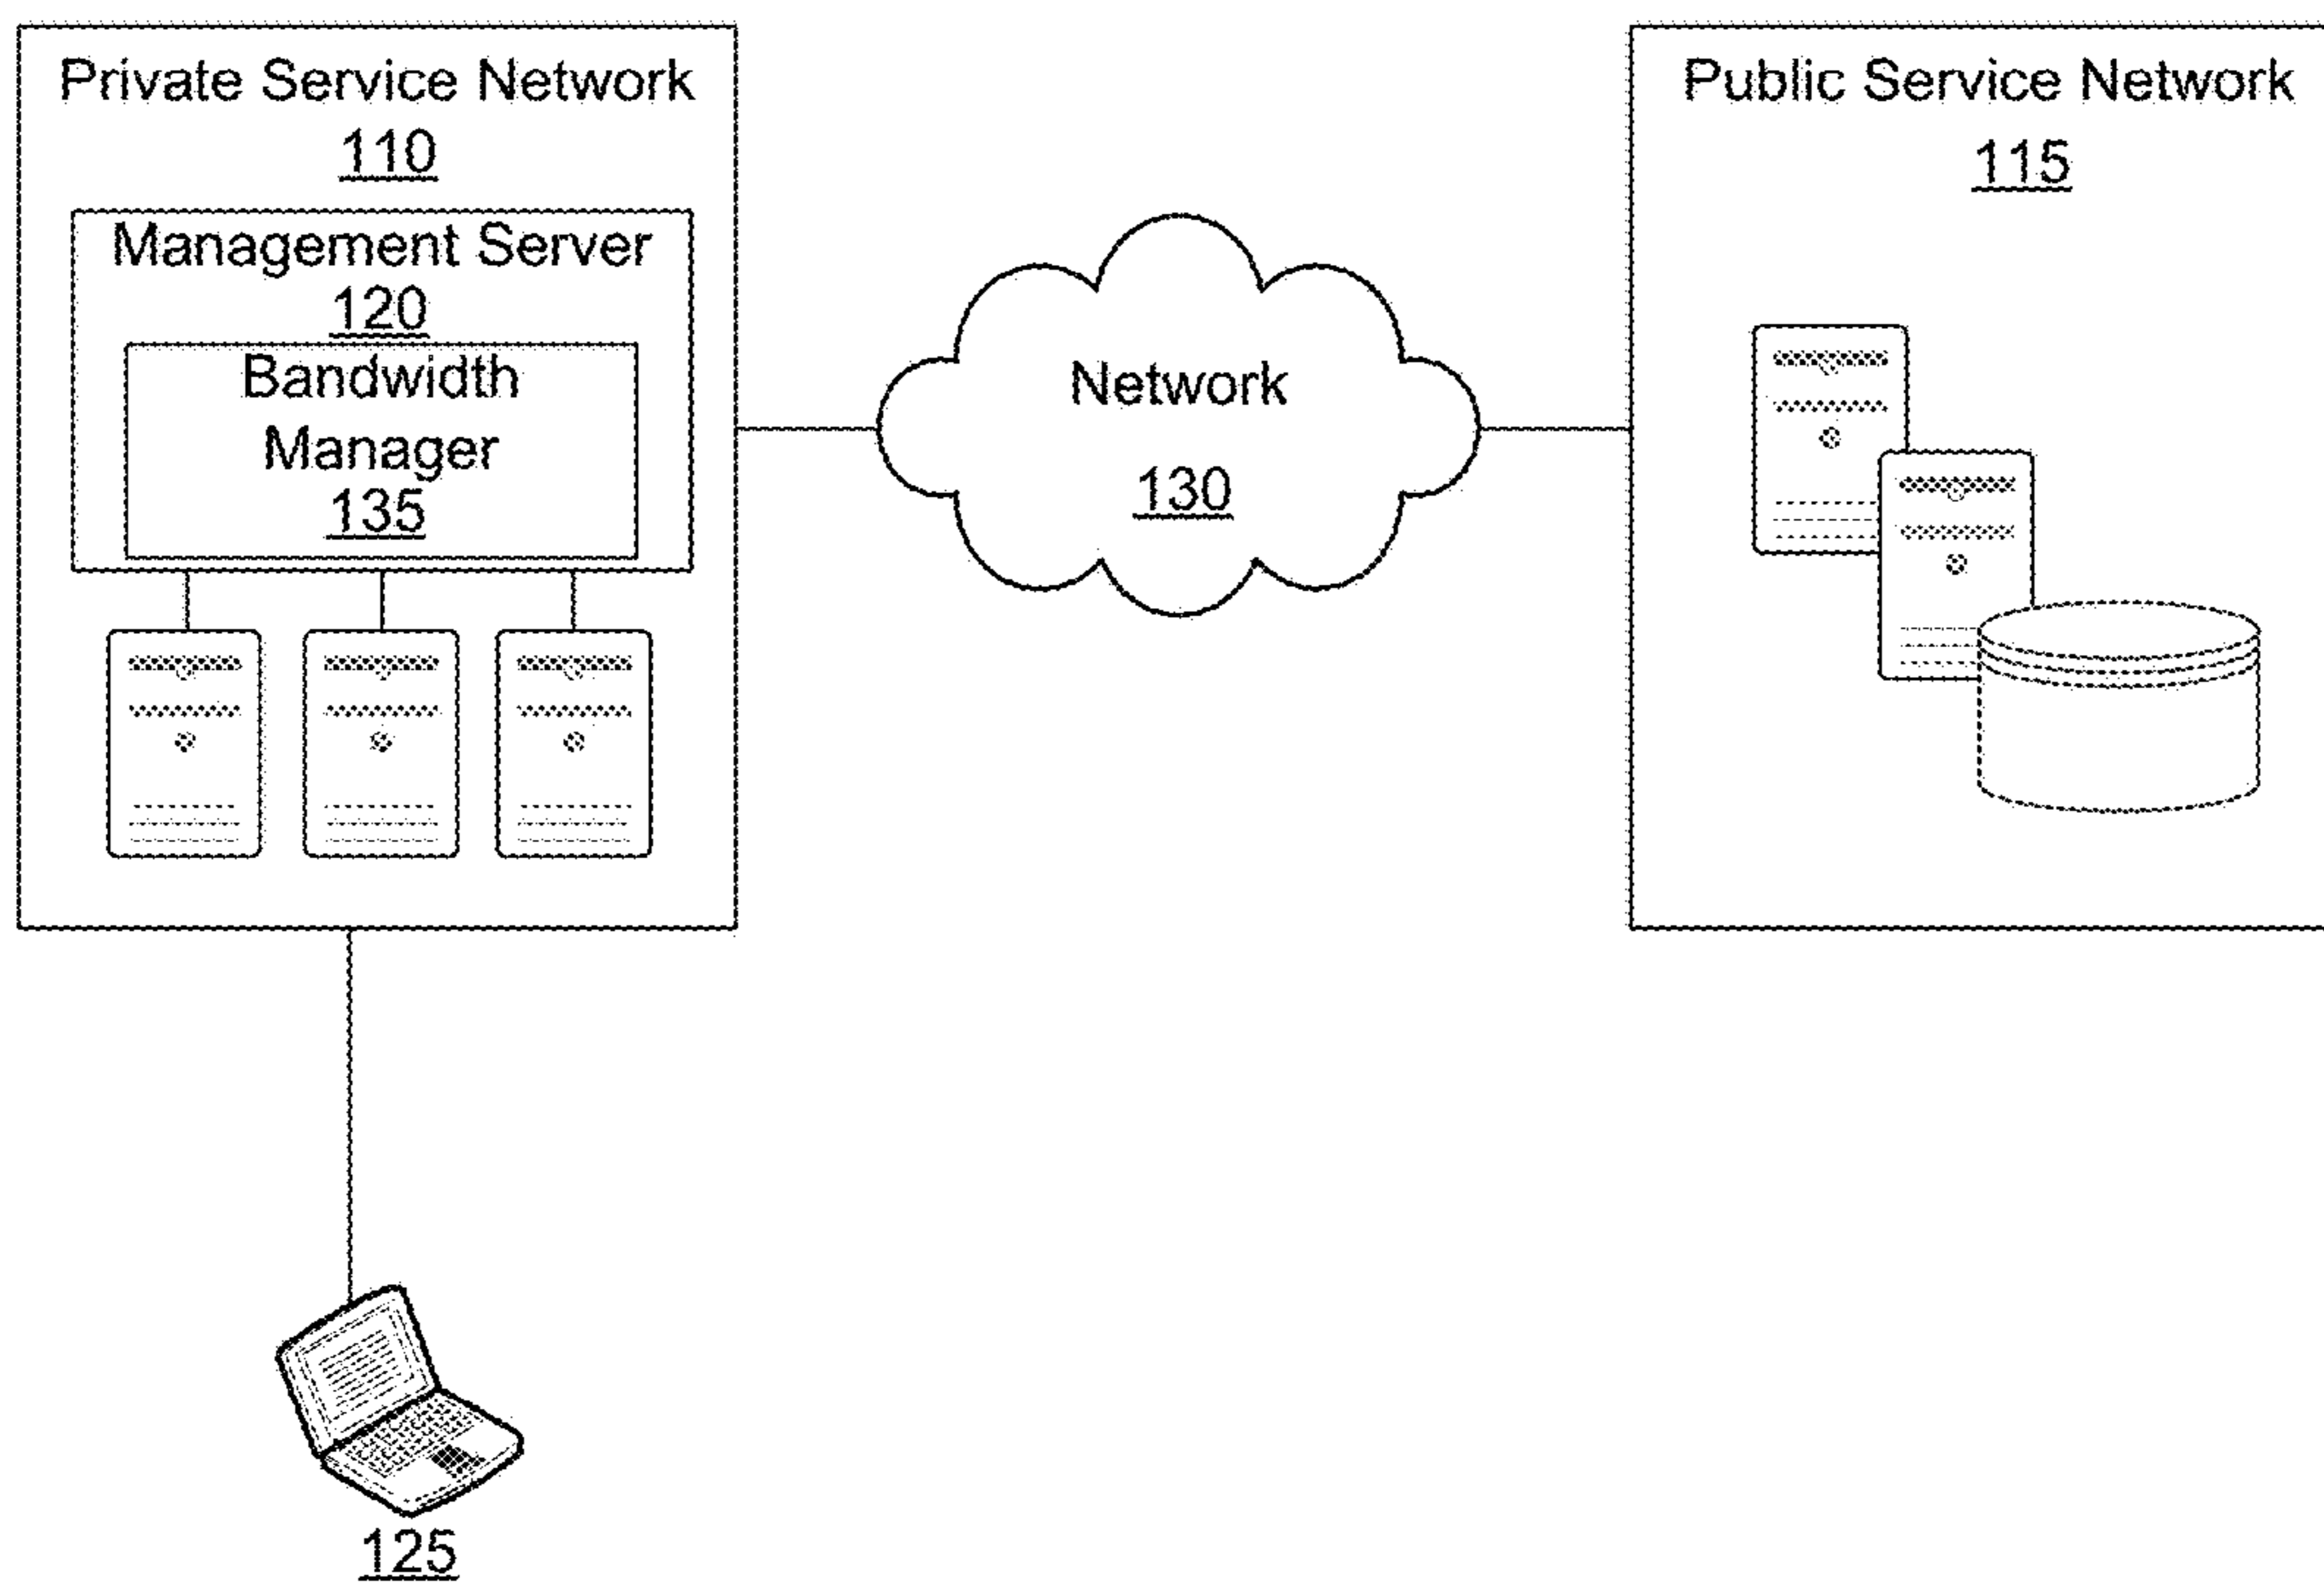 Private Service Network
110
Management Server
120
Bandwidth
Manager
135
Network
130
Public Service Network
115
125